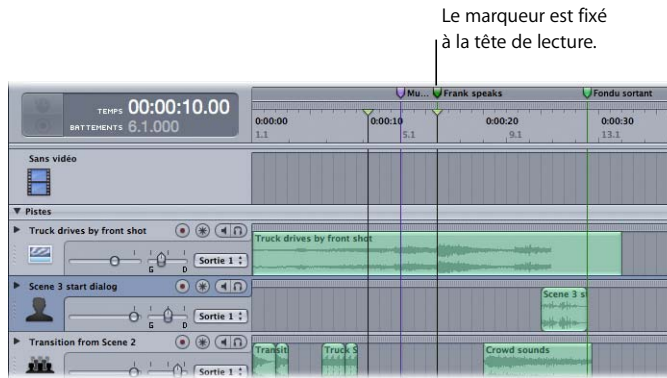 Le marqueur est fixé
à la tête de lecture.
Mu... Frank speaks Fondu sortant
TEMPS 00:00:10.00
BATTEMENTS 6.1.000
0:00:00 0:00:10 0:00:20 0:00:30
1.1 5.1 9.1 13.1
Sans vidéo
Pistes
Truck drives by front shot
Truck drives by front shot
G D Sortie 1
Scene 3 start dialog
Scene 3 s
G D Sortie 1
Transition from Scene 2
Transit Truck S Crowd sounds
Sortie 1